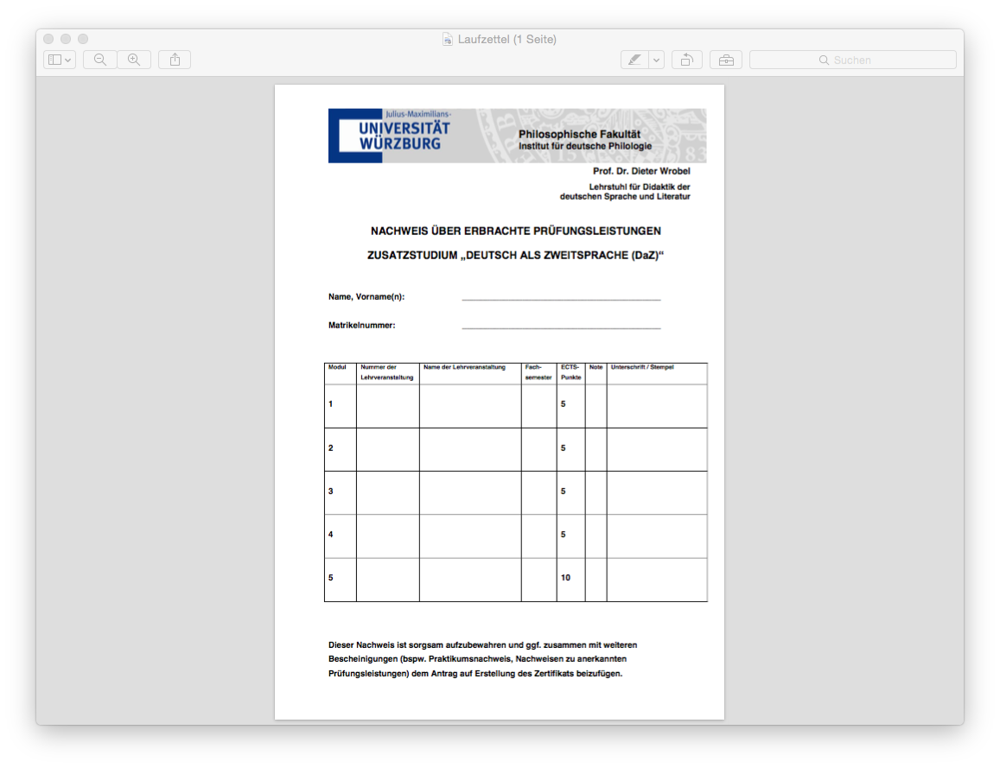 Laufzettel (1 Seite)
Suchen
Julius-Maximilians-
UNIVERSITÄT
WÜRZBURG
Philosophische Fakultät
Institut für deutsche Philologie
Prof. Dr. Dieter Wrobel
Lehrstuhl für Didaktik der
deutschen Sprache und Literatur
NACHWEIS ÜBER ERBRACHTE PRÜFUNGSLEISTUNGEN
ZUSATZSTUDIUM „DEUTSCH ALS ZWEITSPRACHE (DaZ)“
Name, Vorname(n):
Matrikelnummer:
Modul Nummer der Name der Lehrveranstaltung Fach- ECTS- Note Unterschrift / Stempel
Lehrveranstaltung semester Punkte
1 5
2 5
3 5
4 5
5 10
Dieser Nachweis ist sorgsam aufzubewahren und ggf. zusammen mit weiteren
Bescheinigungen (bspw. Praktikumsnachweis, Nachweisen zu anerkannten
Prüfungsleistungen) dem Antrag auf Erstellung des Zertifikats beizufügen.